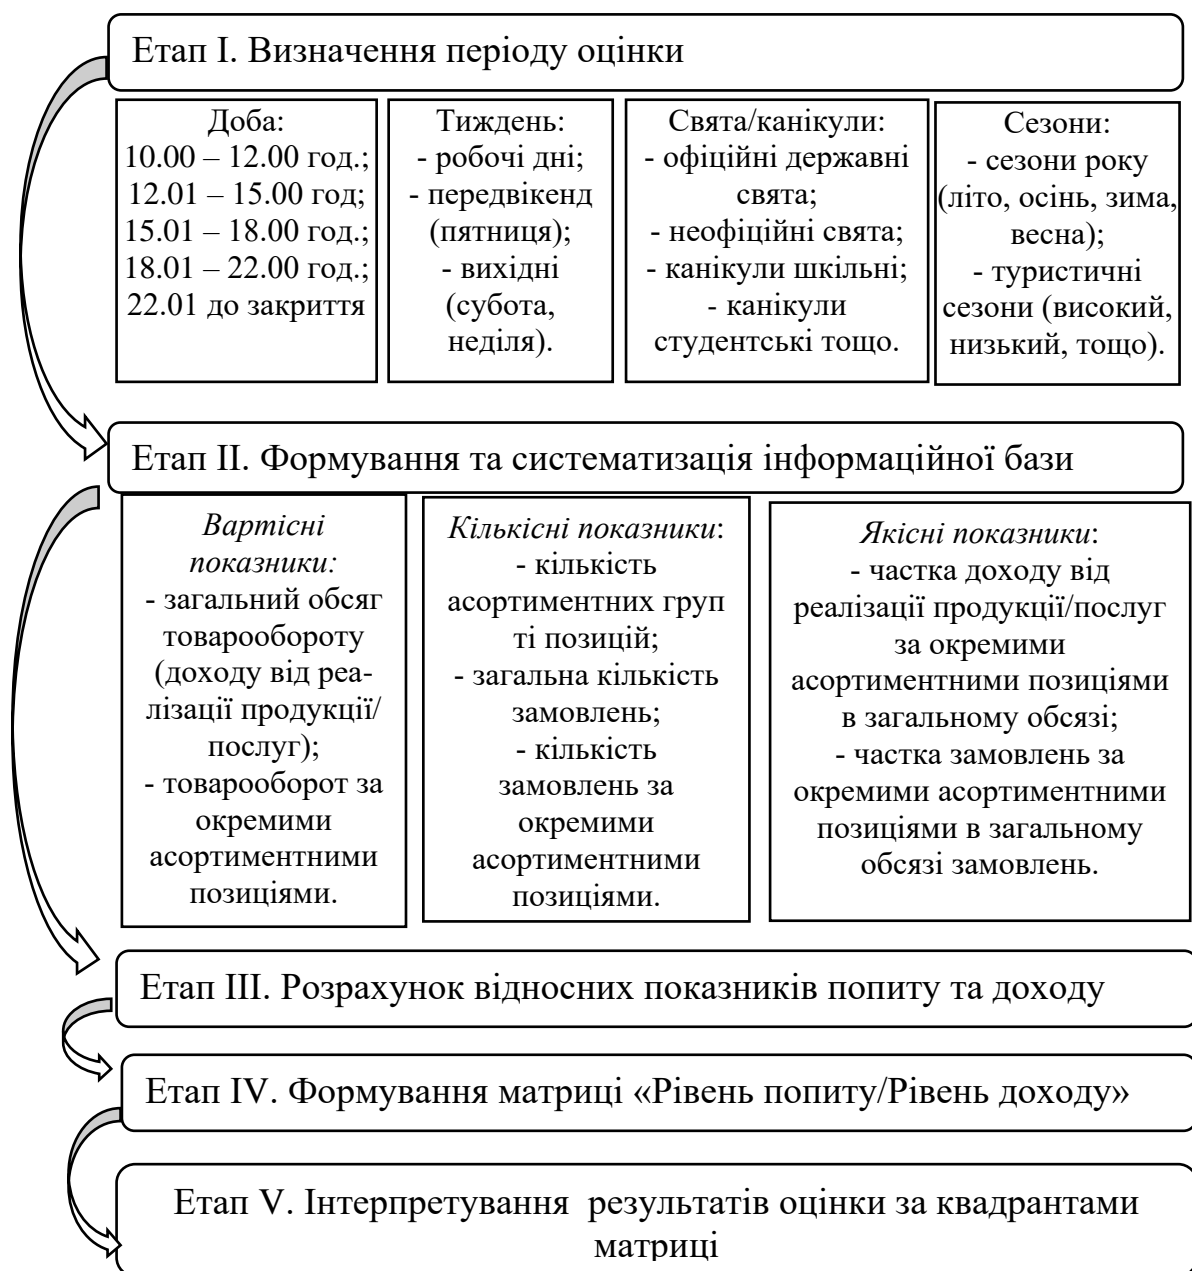 Етап I. Визначення періоду оцінки
Доба:
10.00 – 12.00 год.;
12.01 – 15.00 год;
15.01 – 18.00 год.;
18.01 – 22.00 год.;
22.01 до закриття
Тиждень:
- робочі дні;
- передвікенд
(пятниця);
- вихідні
(субота,
неділя).
Свята/канікули:
- офіційні державні
свята;
- неофіційні свята;
- канікули шкільні;
- канікули
студентські тощо.
Сезони:
- сезони року
(літо, осінь, зима,
весна);
- туристичні
сезони (високий,
низький, тощо).
Етап II. Формування та систематизація інформаційної бази
Вартісні
показники:
- загальний обсяг
товарообороту
(доходу від реа-
лізації продукції/
послуг);
- товарооборот за
окремими
асортиментними
позиціями.
Кількісні показники:
- кількість
асортиментних груп
ті позицій;
- загальна кількість
замовлень;
- кількість
замовлень за
окремими
асортиментними
позиціями.
Якісні показники:
- частка доходу від
реалізації продукції/послуг
за окремими
асортиментними позиціями
в загальному обсязі;
- частка замовлень за
окремими асортиментними
позиціями в загальному
обсязі замовлень.
Етап III. Розрахунок відносних показників попиту та доходу
Етап IV. Формування матриці «Рівень попиту/Рівень доходу»
Етап V. Інтерпретування  результатів оцінки за квадрантами
матриці